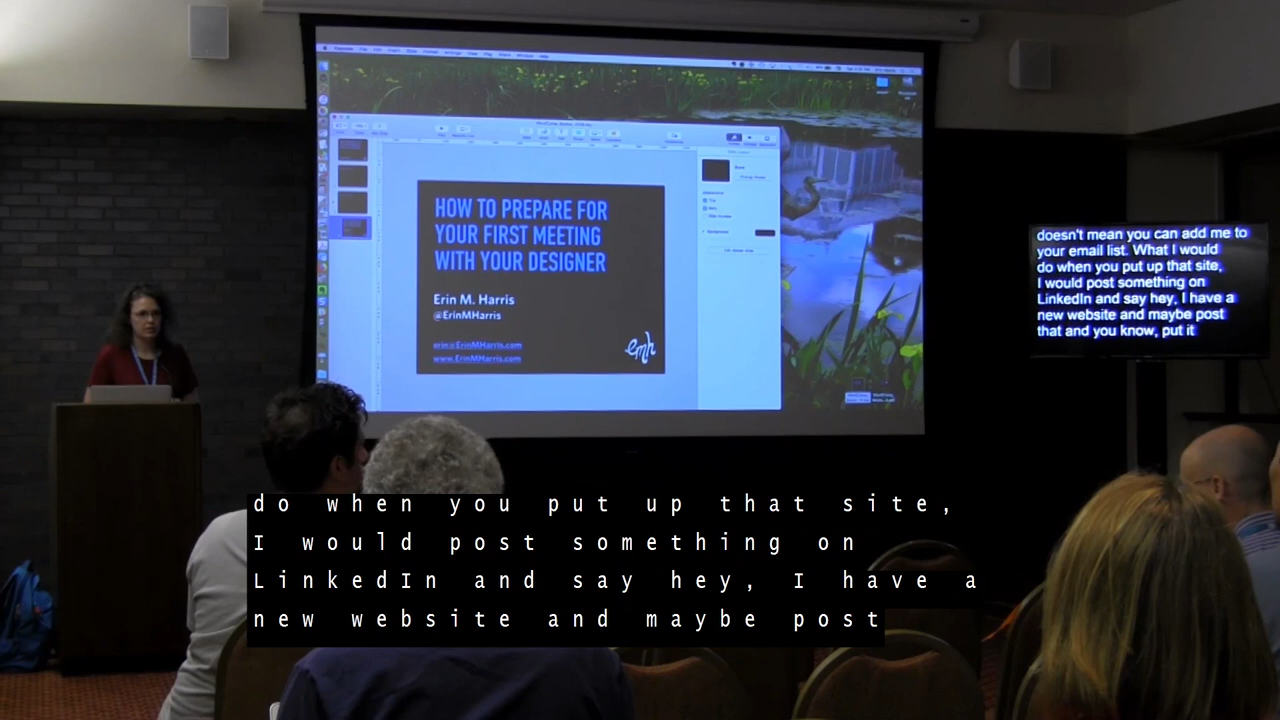 HOW TO PREPARE FOR
YOUR FIRST MEETING
WITH YOUR DESIGNER
Erin M. Harris
@ErinMHarris
erin@ErinMHarris.com
www.ErinMHarris.com
emh
doesn't mean you can add me to
your email list. What I would
do when you put up that site,
I would post something on
LinkedIn and say hey, I have a
new website and maybe post
that and you know, put it
do when you put up that site,
I would post something on
LinkedIn and say hey, I have a
new website and maybe post